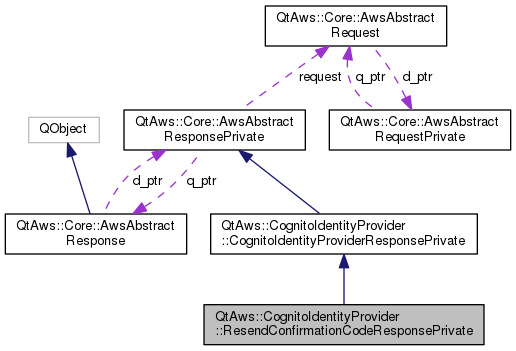 QtAws::Core::AwsAbstract
Request
request
q_ptr
d_ptr
QObject
QtAws::Core::AwsAbstract
ResponsePrivate
QtAws::Core::AwsAbstract
RequestPrivate
d_ptr
q_ptr
QtAws::Core::AwsAbstract
Response
QtAws::CognitoIdentityProvider
::CognitoIdentityProviderResponsePrivate
QtAws::CognitoIdentityProvider
::ResendConfirmationCodeResponsePrivate